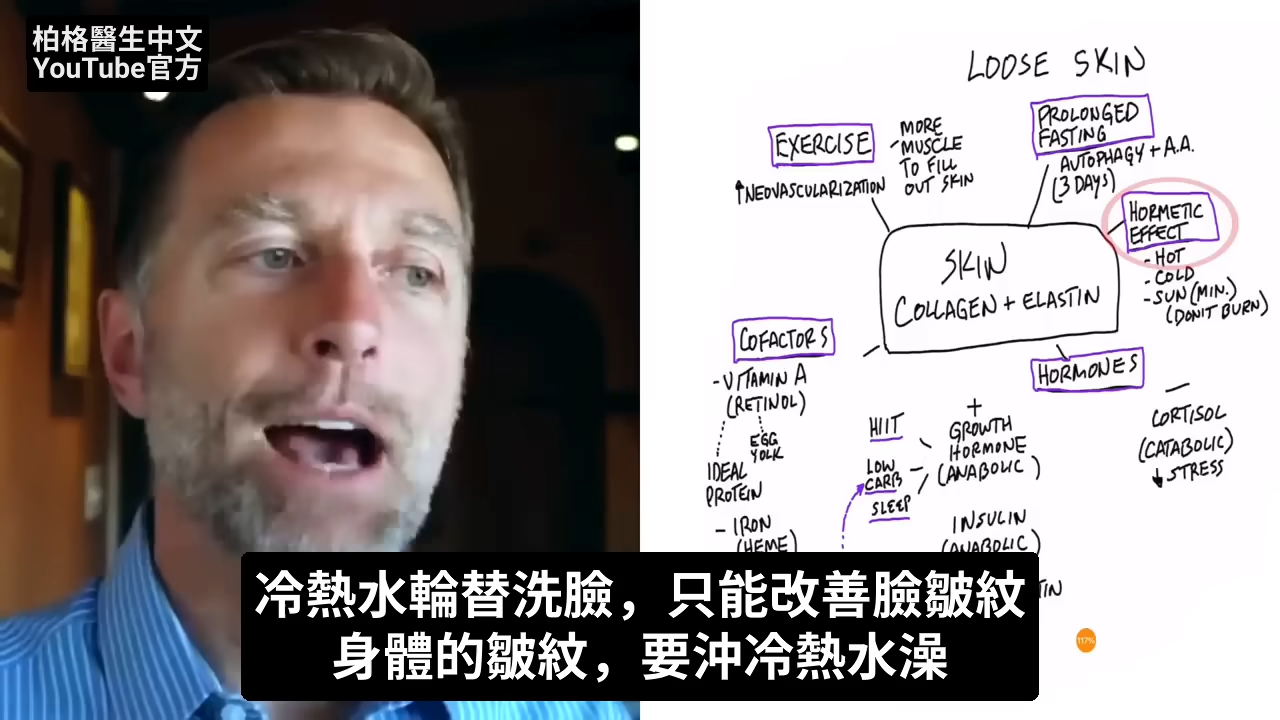 柏格醫生中文
YouTube官方
LOOSE SKIN
EXERCISE
- MORE
MUSCLE
TO FILL
OUT SKIN
↑NEOVASCULARIZATION
PROLONGED
FASTING
AUTOPHAGY + A.A.
(3 DAYS)
HORMETIC
EFFECT
- HOT
- COLD
- SUN (MIN.)
(DON'T BURN)
SKIN
COLLAGEN + ELASTIN
COFACTORS
- VITAMIN A
(RETINOL)
EGG
YOLK
IDEAL
PROTEIN
- IRON
(HEME)
HORMONES
+
GROWTH
HORMONE
(ANABOLIC)
HIIT
LOW
CARB
SLEEP
INSULIN
(ANABOLIC)
TIN
—
CORTISOL
(CATABOLIC)
↓STRESS
117%
冷熱水輪替洗臉，只能改善臉皺紋
身體的皺紋，要沖冷熱水澡